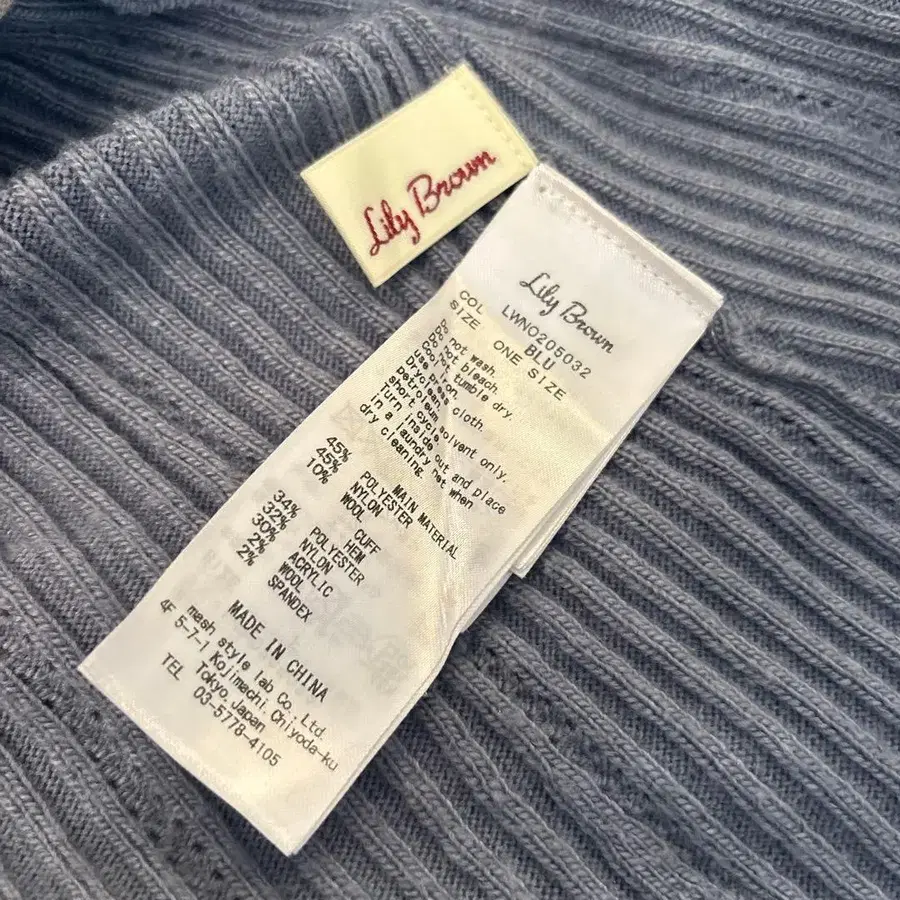 Lily Brown
Lily Brown
LWNO205032
COL BLU
SIZE ONE SIZE
Do not wash.
Do not bleach.
Do not tumble dry.
Cool iron.
use press cloth.
Dryclean
petroleum solvent only.
short cycle.
Turn inside out and place
in a laundry net when
dry cleaning.
MAIN MATERIAL
45% POLYESTER
45% NYLON
10% WOOL
CUFF
HEM
34% POLYESTER
32% NYLON
30% ACRYLIC
2% WOOL
2% SPANDEX
MADE IN CHINA
mash style lab Co., Ltd.
4F 5-7-1 Kojimachi, Chiyoda-ku
Tokyo, Japan
TEL 03-5778-4105